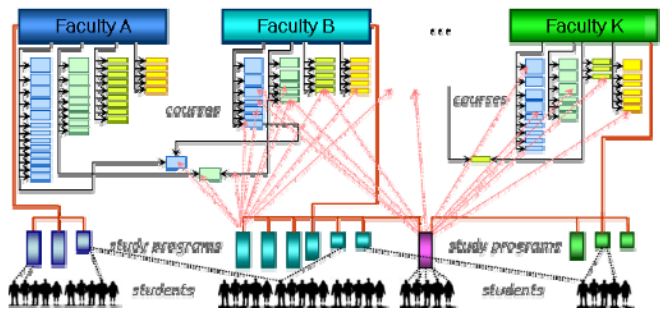 Faculty A
Faculty B
...
Faculty K
courses
courses
study programs
study programs
students
students